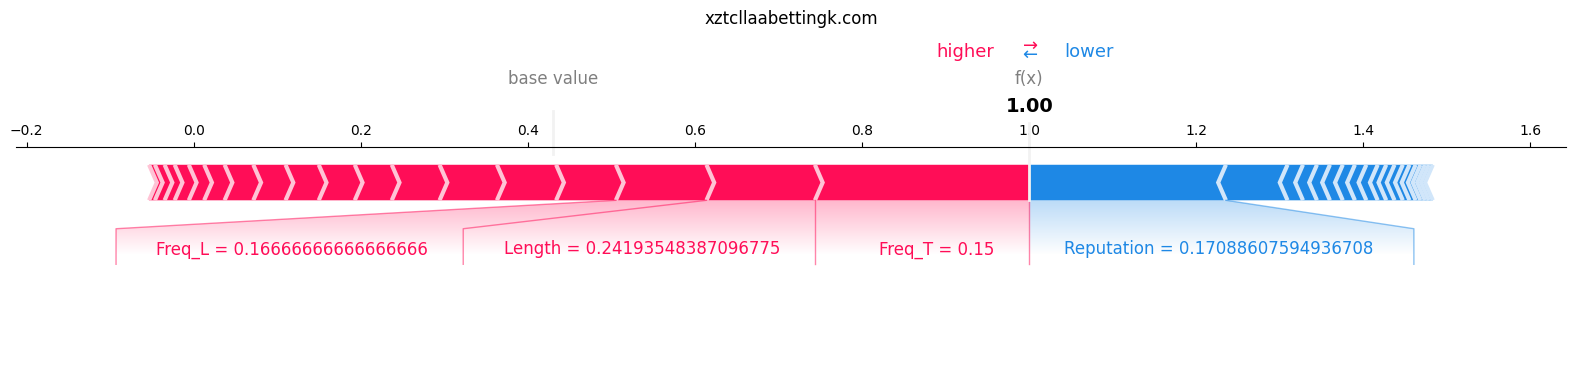 xztcllaabettingk.com
higher ⇄ lower
base value f(x)
1.00
−0.2 0.0 0.2 0.4 0.6 0.8 1.0 1.2 1.4 1.6
Freq_L = 0.16666666666666666 Length = 0.24193548387096775 Freq_T = 0.15 Reputation = 0.17088607594936708